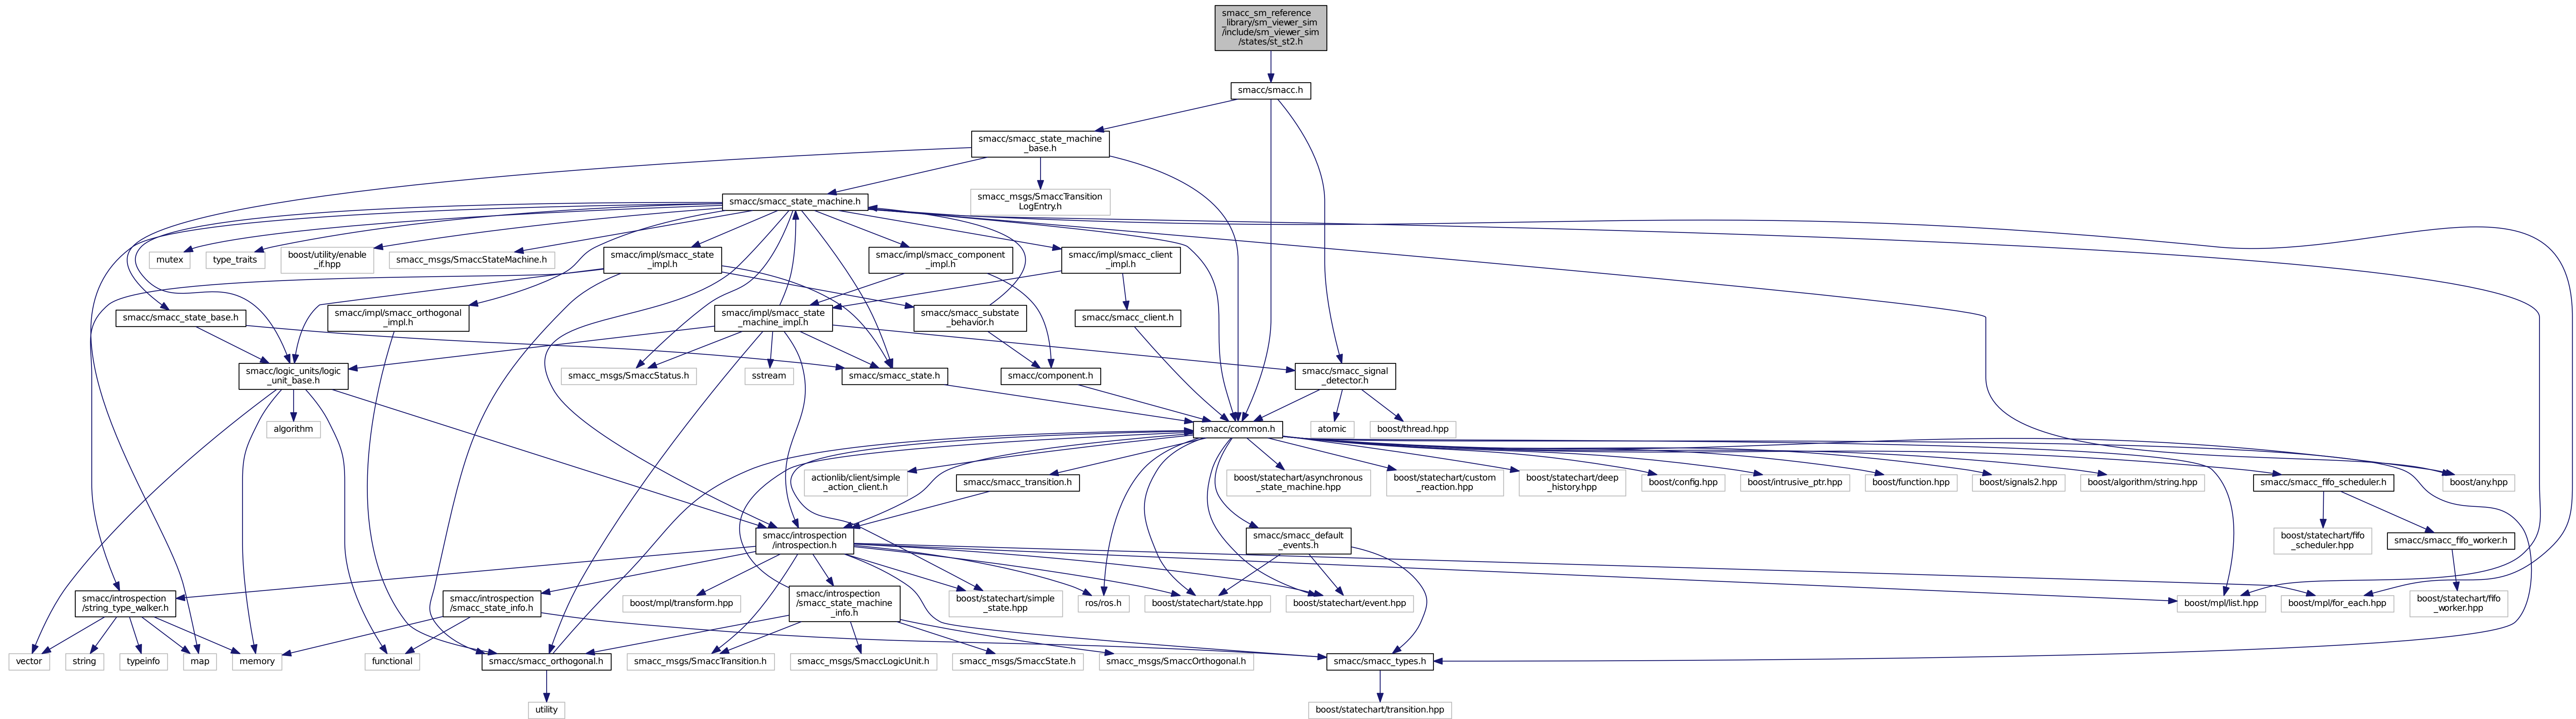 smacc_sm_reference
_library/sm_viewer_sim
/include/sm_viewer_sim
/states/st_st2.h
smacc/smacc.h
smacc/smacc_state_machine
_base.h
smacc/smacc_state_machine.h
smacc_msgs/SmaccTransition
LogEntry.h
mutex
type_traits
boost/utility/enable
_if.hpp
smacc_msgs/SmaccStateMachine.h
smacc/impl/smacc_state
_impl.h
smacc/impl/smacc_component
_impl.h
smacc/impl/smacc_client
_impl.h
smacc/smacc_state_base.h
smacc/impl/smacc_orthogonal
_impl.h
smacc/impl/smacc_state
_machine_impl.h
smacc/smacc_substate
_behavior.h
smacc/smacc_client.h
smacc/logic_units/logic
_unit_base.h
smacc_msgs/SmaccStatus.h
sstream
smacc/smacc_state.h
smacc/component.h
smacc/smacc_signal
_detector.h
algorithm
smacc/common.h
atomic
boost/thread.hpp
actionlib/client/simple
_action_client.h
smacc/smacc_transition.h
boost/statechart/asynchronous
_state_machine.hpp
boost/statechart/custom
_reaction.hpp
boost/statechart/deep
_history.hpp
boost/config.hpp
boost/intrusive_ptr.hpp
boost/function.hpp
boost/signals2.hpp
boost/algorithm/string.hpp
smacc/smacc_fifo_scheduler.h
boost/any.hpp
smacc/introspection
/introspection.h
smacc/smacc_default
_events.h
boost/statechart/fifo
_scheduler.hpp
smacc/smacc_fifo_worker.h
smacc/introspection
/string_type_walker.h
smacc/introspection
/smacc_state_info.h
boost/mpl/transform.hpp
smacc/introspection
/smacc_state_machine
_info.h
boost/statechart/simple
_state.hpp
ros/ros.h
boost/statechart/state.hpp
boost/statechart/event.hpp
boost/mpl/list.hpp
boost/mpl/for_each.hpp
boost/statechart/fifo
_worker.hpp
vector
string
typeinfo
map
memory
functional
smacc/smacc_orthogonal.h
smacc_msgs/SmaccTransition.h
smacc_msgs/SmaccLogicUnit.h
smacc_msgs/SmaccState.h
smacc_msgs/SmaccOrthogonal.h
smacc/smacc_types.h
utility
boost/statechart/transition.hpp